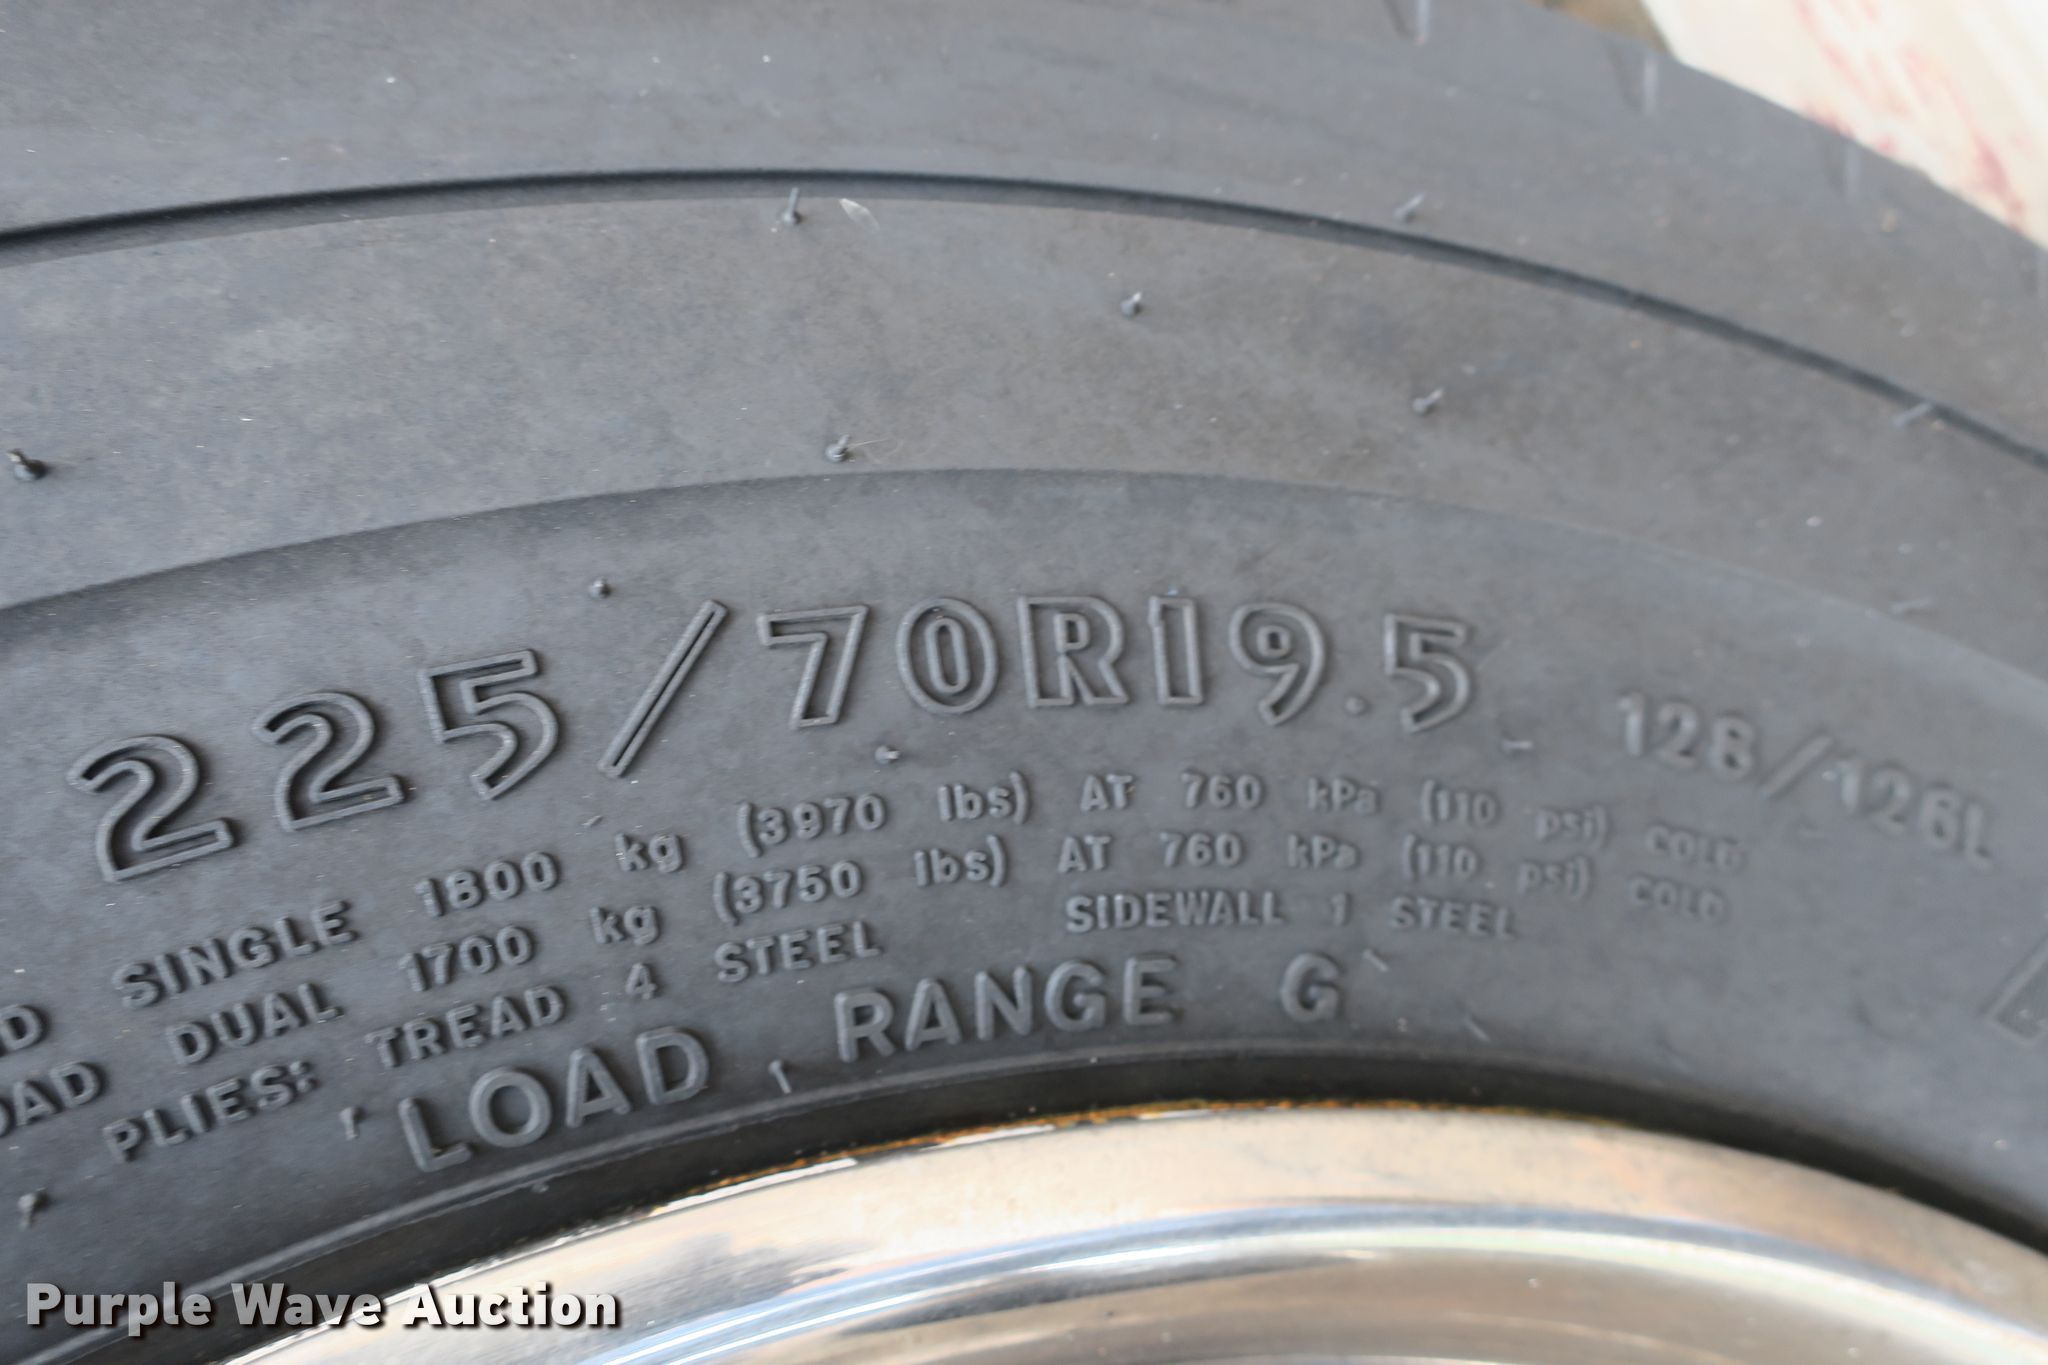 225/70R19.5 128/126L
SINGLE 1800 kg (3970 lbs) AT 760 kPa (110 psi) COLD
DUAL 1700 kg (3750 lbs) AT 760 kPa (110 psi) COLD
PLIES: TREAD 4 STEEL SIDEWALL 1 STEEL
LOAD RANGE G
Purple Wave Auction